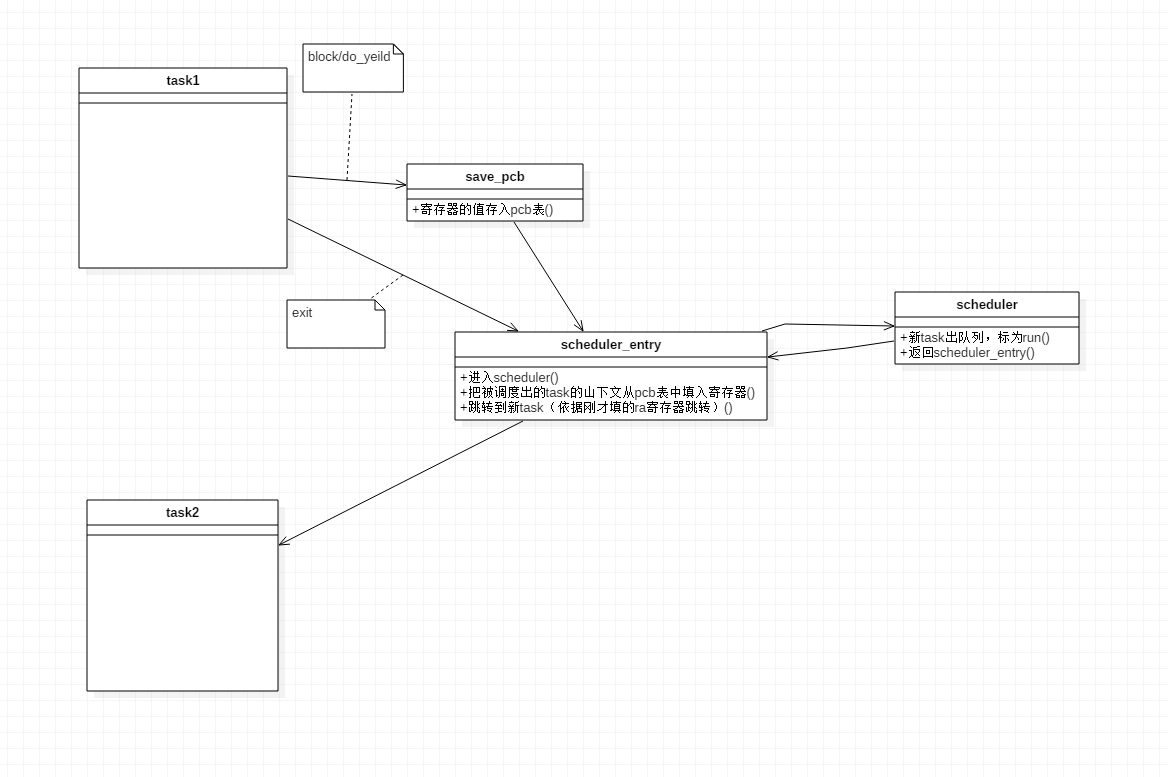 block/do_yeild
task1
save_pcb
+寄存器的值存入pcb表()
exit
scheduler
+新task出队列，标为run()
+返回scheduler_entry()
scheduler_entry
+进入scheduler()
+把被调度出的task的山下文从pcb表中填入寄存器()
+跳转到新task（依据刚才填的ra寄存器跳转）()
task2